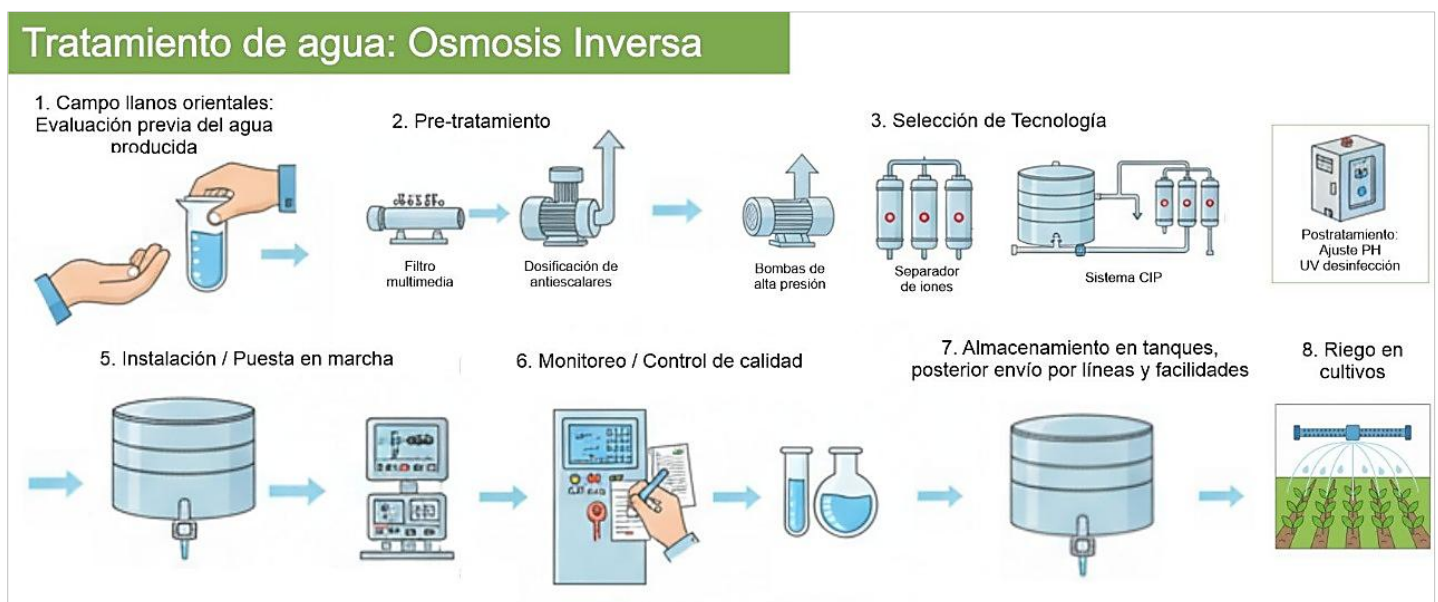 Tratamiento de agua: Osmosis Inversa
1. Campo llanos orientales:
Evaluación previa del agua
producida
2. Pre-tratamiento
Filtro
multimedia
Dosificación de
antiescalares
3. Selección de Tecnología
Bombas de
alta presión
Separador
de iones
Sistema CIP
Postratamiento:
Ajuste PH
UV desinfección
5. Instalación / Puesta en marcha
6. Monitoreo / Control de calidad
7. Almacenamiento en tanques,
posterior envío por líneas y facilidades
8. Riego en
cultivos